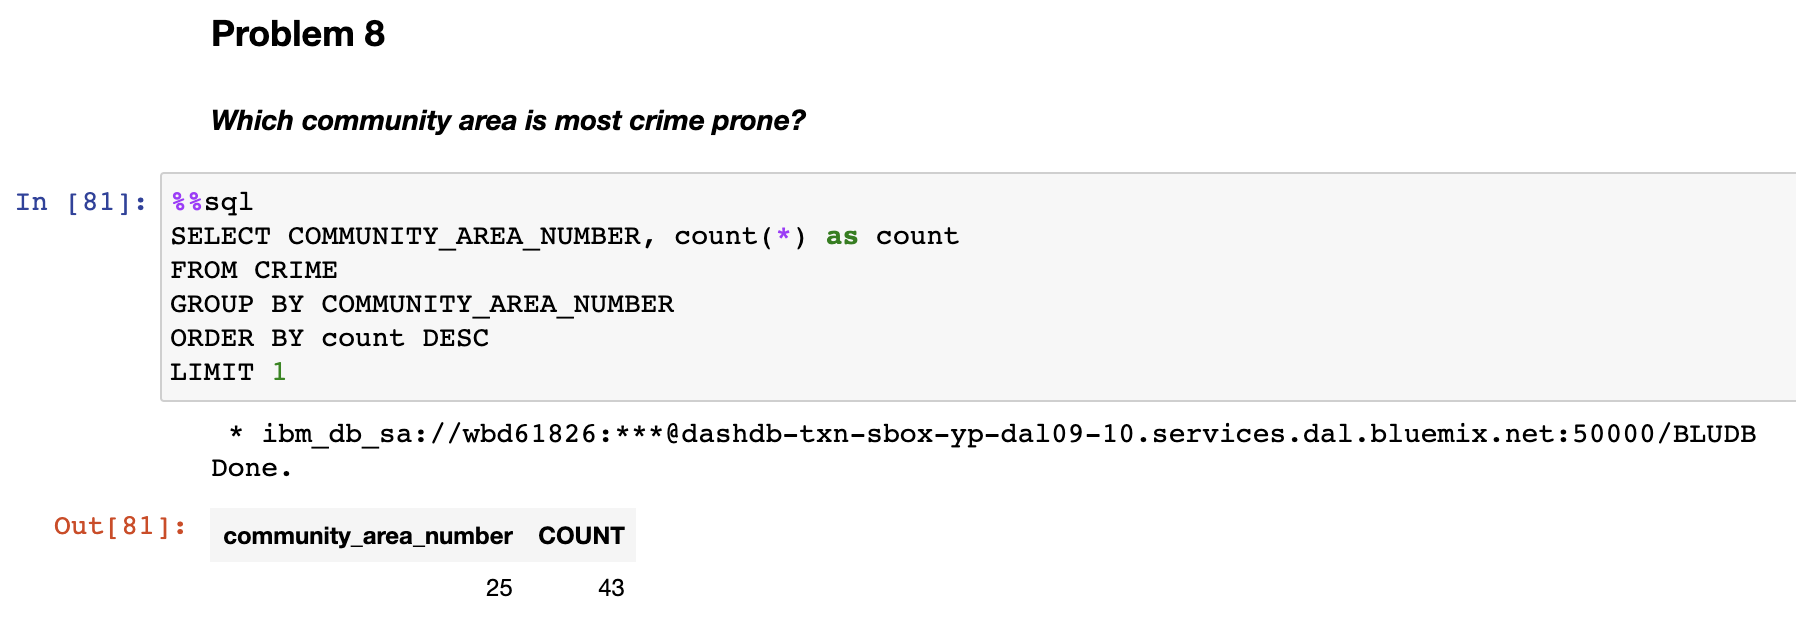 Problem 8
Which community area is most crime prone?
In [81]:
%%sql
SELECT COMMUNITY_AREA_NUMBER, count(*) as count
FROM CRIME
GROUP BY COMMUNITY_AREA_NUMBER
ORDER BY count DESC
LIMIT 1
* ibm_db_sa://wbd61826:***@dashdb-txn-sbox-yp-dal09-10.services.dal.bluemix.net:50000/BLUDB
Done.
Out[81]:
community_area_number COUNT
25 43